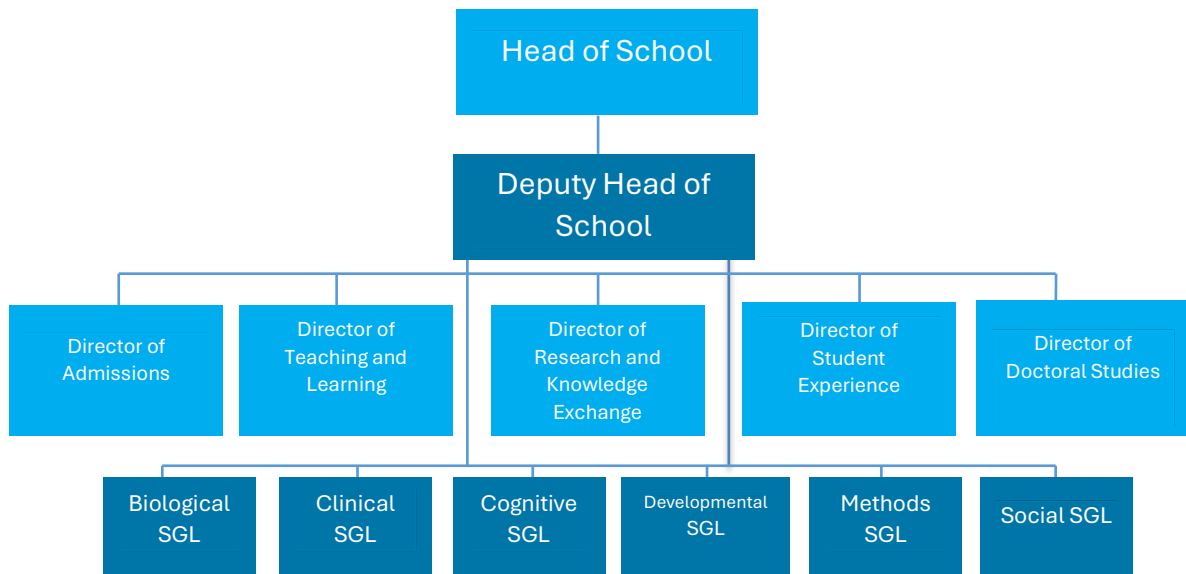 Head of School
Deputy Head of
School
Director of
Admissions
Director of
Teaching and
Learning
Director of
Research and
Knowledge
Exchange
Director of
Student
Experience
Director of
Doctoral Studies
Biological
SGL
Clinical
SGL
Cognitive
SGL
Developmental
SGL
Methods
SGL
Social SGL